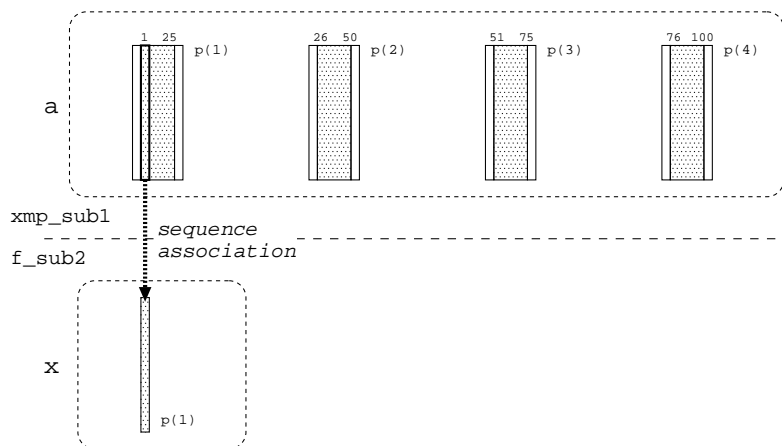 1 25 26 50 51 75 76 100
p(1) p(2) p(3) p(4)
a
xmp_sub1
sequence
association
f_sub2
x
p(1)